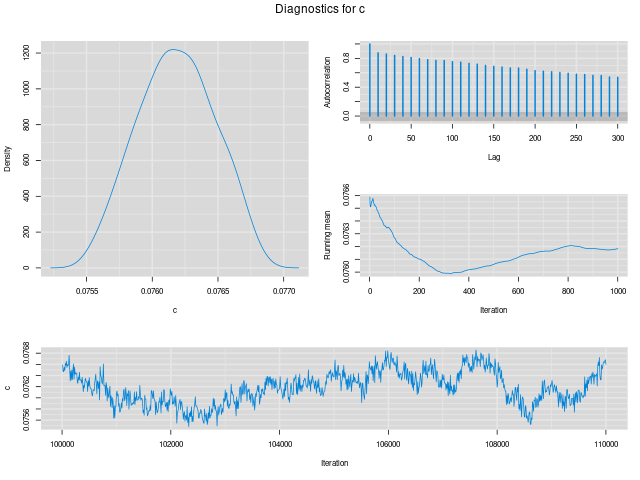 Diagnostics for c
Density
0 200 400 600 800 1000 1200
0.0755 0.0760 0.0765 0.0770
c
Autocorrelation
0.0 0.4 0.8
0 50 100 150 200 250 300
Lag
Running mean
0.0760 0.0763 0.0766
0 200 400 600 800 1000
Iteration
c
0.0756 0.0762 0.0768
100000 102000 104000 106000 108000 110000
Iteration